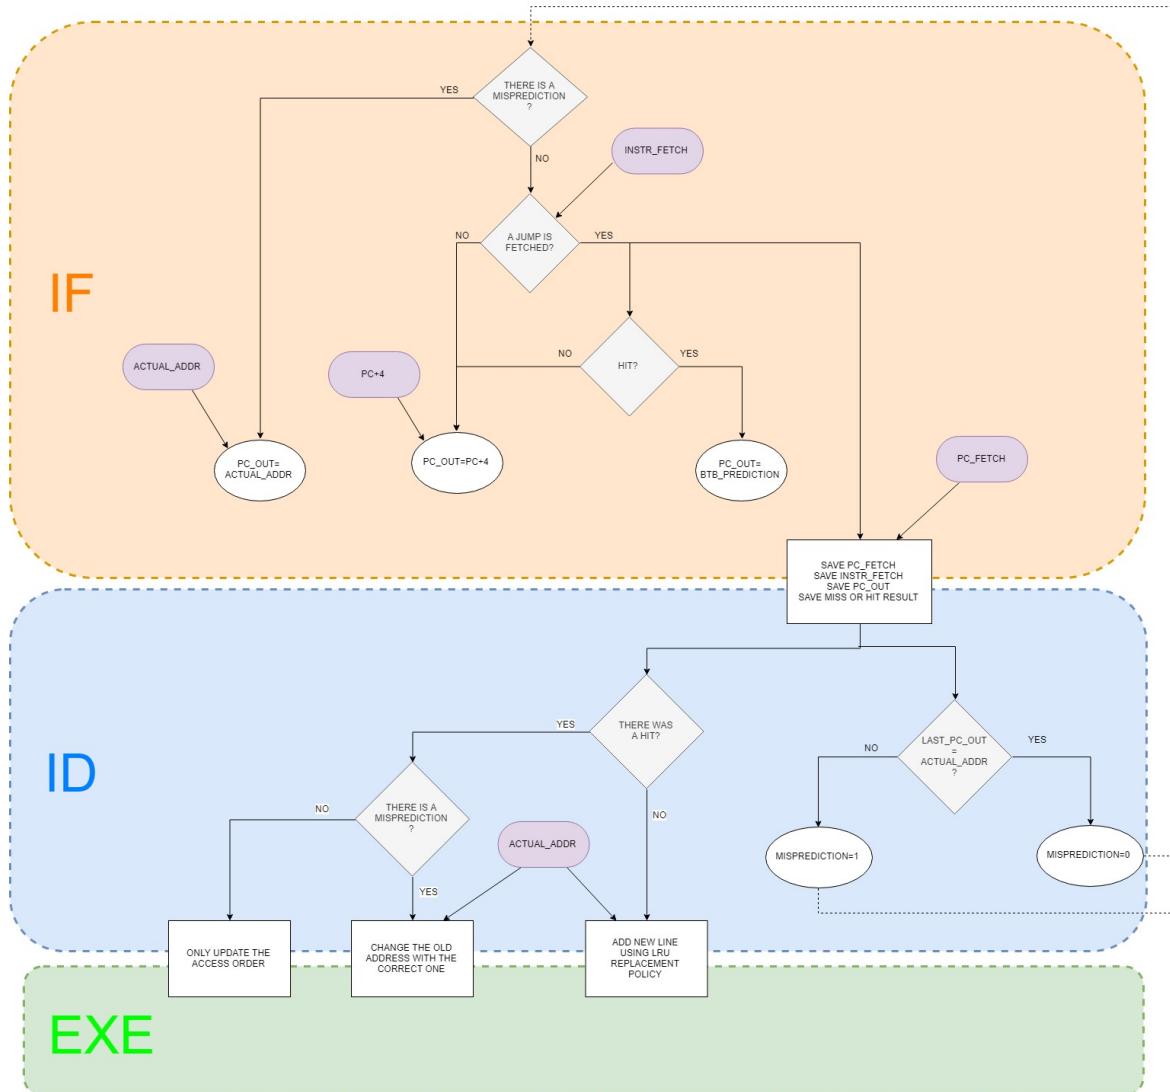 THERE IS A
MISPREDICTION
?
YES
NO
INSTR_FETCH
A JUMP IS
FETCHED?
NO
YES
IF
HIT?
NO
YES
ACTUAL_ADDR
PC+4
PC_OUT=
ACTUAL_ADDR
PC_OUT=PC+4
PC_OUT=
BTB_PREDICTION
PC_FETCH
SAVE PC_FETCH
SAVE INSTR_FETCH
SAVE PC_OUT
SAVE MISS OR HIT RESULT
ID
THERE WAS
A HIT?
YES
NO
LAST_PC_OUT
=
ACTUAL_ADDR
?
NO
YES
THERE IS A
MISPREDICTION
?
NO
YES
ACTUAL_ADDR
MISPREDICTION=1
MISPREDICTION=0
ONLY UPDATE THE
ACCESS ORDER
CHANGE THE OLD
ADDRESS WITH THE
CORRECT ONE
ADD NEW LINE
USING LRU
REPLACEMENT
POLICY
EXE